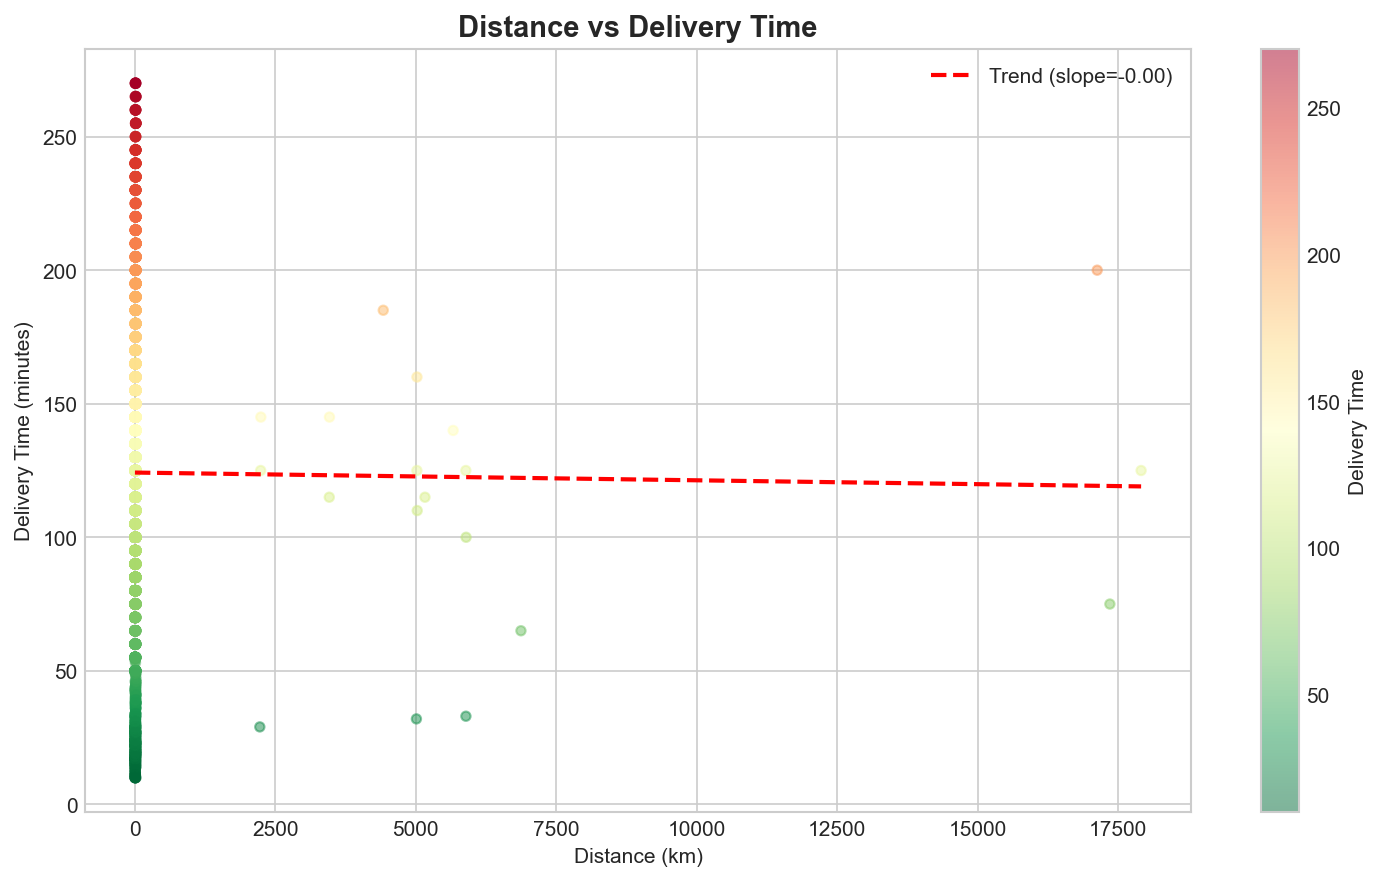 Distance vs Delivery Time
Trend (slope=-0.00)
Delivery Time (minutes)
250
200
150
100
50
0
0 2500 5000 7500 10000 12500 15000 17500
Distance (km)
250
200
150
100
50
Delivery Time